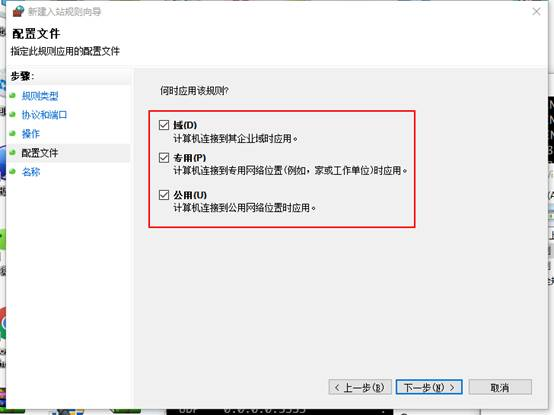 新建入站规则向导
配置文件
指定此规则应用的配置文件
步骤:
规则类型
协议和端口
操作
配置文件
名称
何时应用该规则?
域(D)
计算机连接到其企业域时应用。
专用(P)
计算机连接到专用网络位置(例如，家或工作单位)时应用。
公用(U)
计算机连接到公用网络位置时应用。
< 上一步(B)
下一步(N) >
取消